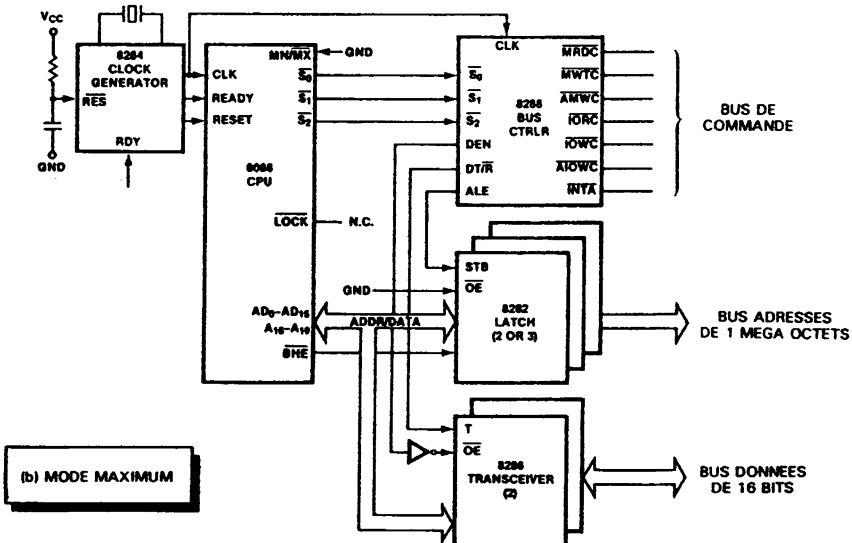 VCC
8284
CLOCK
GENERATOR
RES
RDY
GND
MN/MX
GND
CLK
READY
RESET
S0
S1
S2
8086
CPU
LOCK
N.C.
AD0-AD15
A16-A19
BHE
ADDR/DATA
CLK
S0
S1
S2
DEN
DT/R
ALE
8288
BUS
CTRLR
MRDC
MWTC
AMWC
IORC
IOWC
AIOWC
INTA
BUS DE
COMMANDE
STB
GND
OE
8282
LATCH
(2 OR 3)
BUS ADRESSES
DE 1 MEGA OCTETS
T
OE
8286
TRANSCEIVER
(2)
BUS DONNEES
DE 16 BITS
(b) MODE MAXIMUM